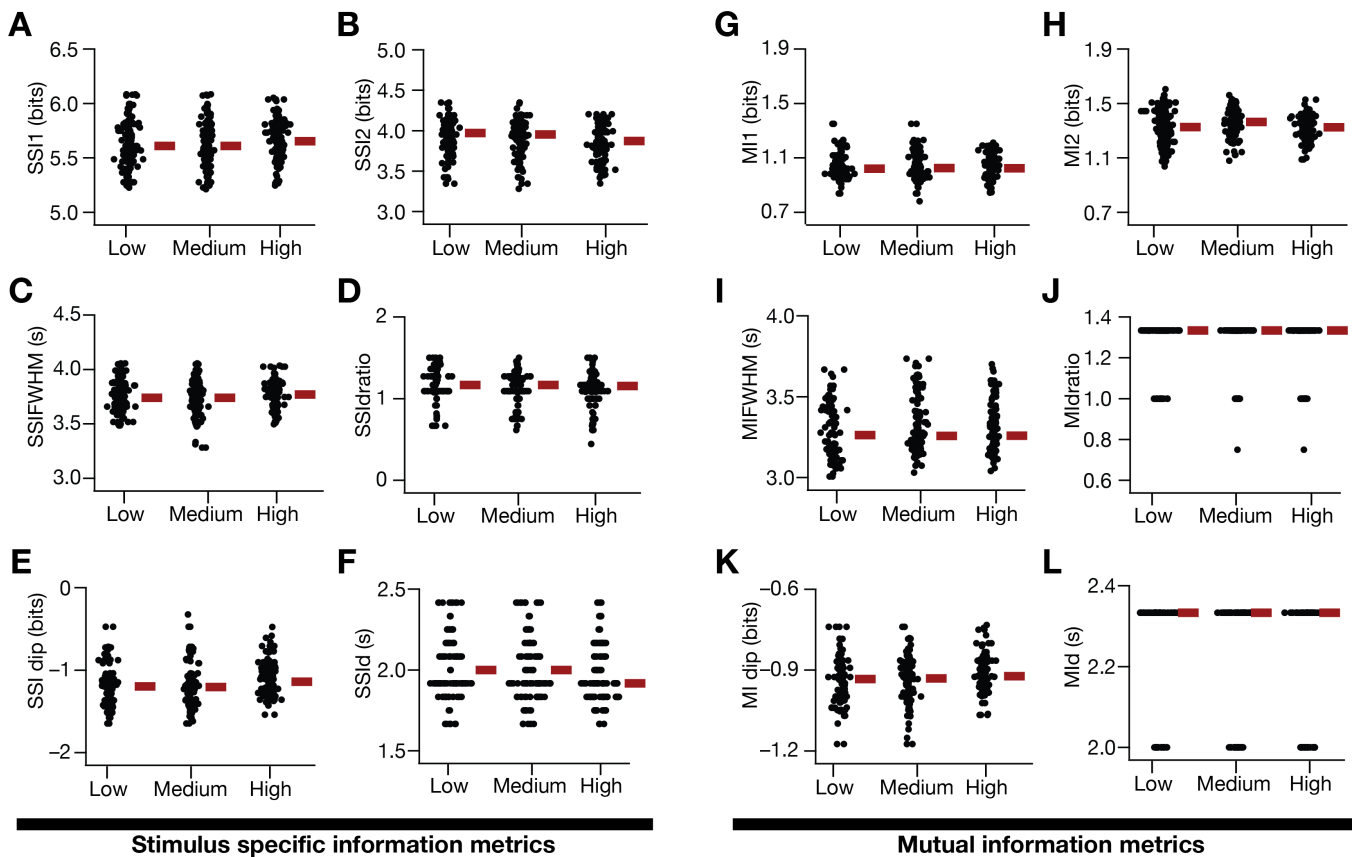 A
SSI1 (bits)
6.5
6.0
5.5
5.0
Low Medium High
B
SSI2 (bits)
5.0
4.5
4.0
3.5
3.0
Low Medium High
G
MI1 (bits)
1.9
1.5
1.1
0.7
Low Medium High
H
MI2 (bits)
1.9
1.5
1.1
0.7
Low Medium High
C
SSIFWHM (s)
4.5
4.0
3.5
3.0
Low Medium High
D
SSIdratio
2
1
0
Low Medium High
I
MIFWHM (s)
4.0
3.5
3.0
Low Medium High
J
MIdratio
1.4
1.2
1.0
0.8
0.6
Low Medium High
E
SSI dip (bits)
0
−1
−2
Low Medium High
F
SSId (s)
2.5
2.0
1.5
Low Medium High
K
MI dip (bits)
−0.6
−0.9
−1.2
Low Medium High
L
MId (s)
2.4
2.2
2.0
Low Medium High
Stimulus specific information metrics
Mutual information metrics